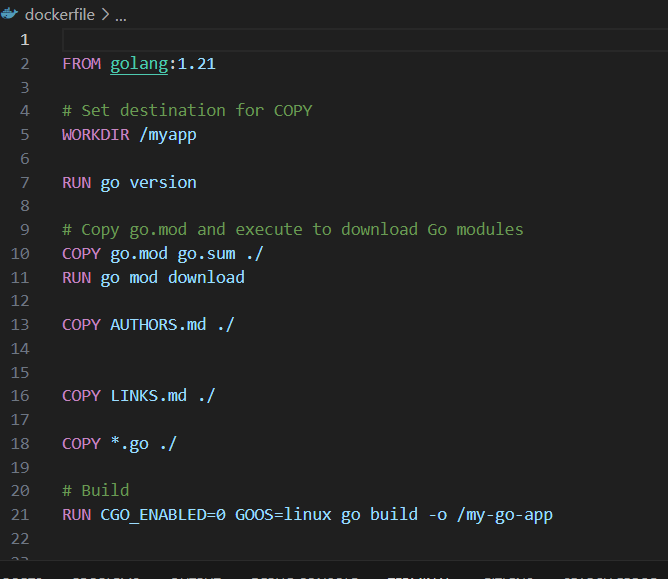 dockerfile > ...
1
2 FROM golang:1.21
3
4 # Set destination for COPY
5 WORKDIR /myapp
6
7 RUN go version
8
9 # Copy go.mod and execute to download Go modules
10 COPY go.mod go.sum ./
11 RUN go mod download
12
13 COPY AUTHORS.md ./
14
15
16 COPY LINKS.md ./
17
18 COPY *.go ./
19
20 # Build
21 RUN CGO_ENABLED=0 GOOS=linux go build -o /my-go-app
22